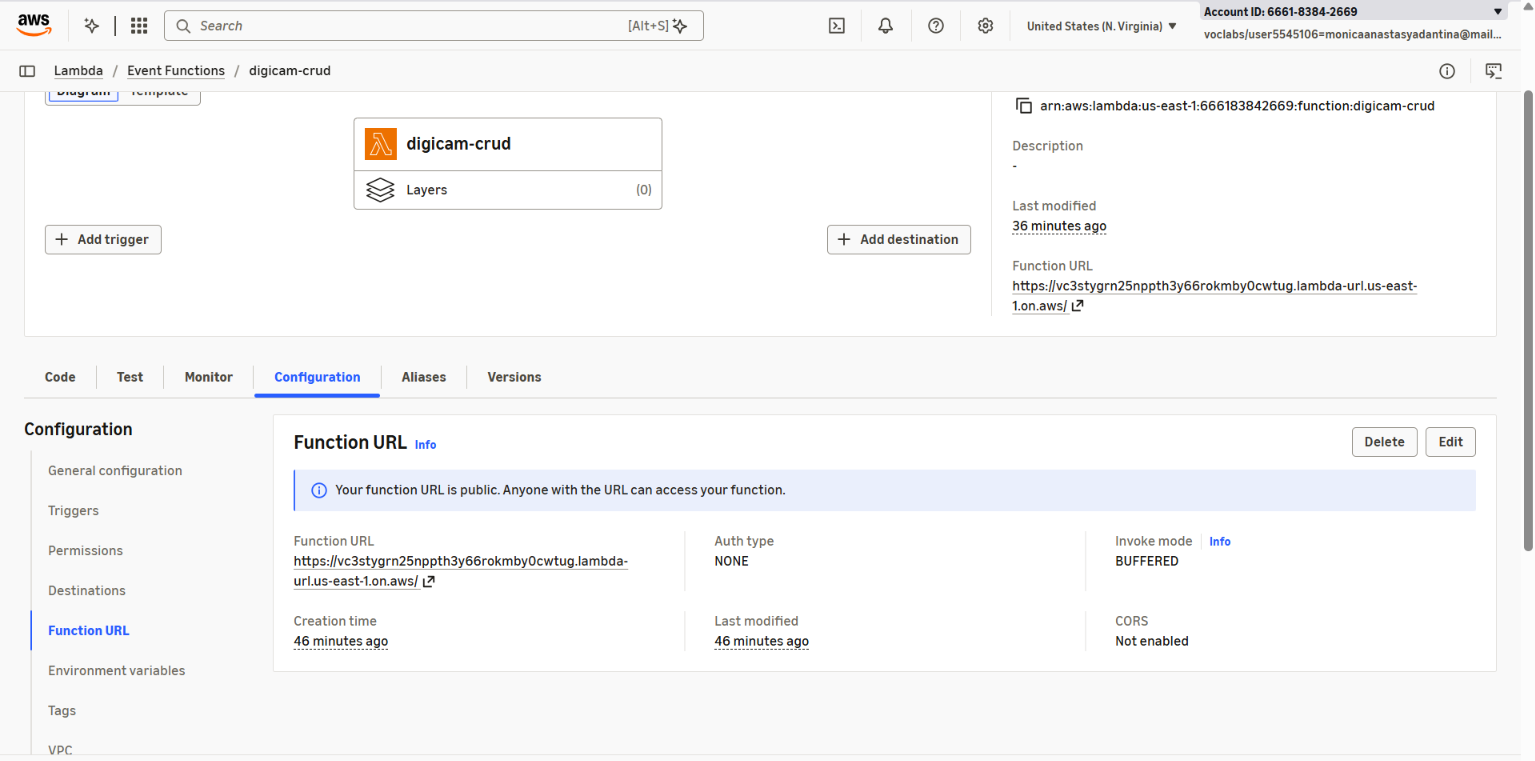 aws
Search
[Alt+S]
United States (N. Virginia)
Account ID: 6661-8384-2669
voclabs/user5545106=monicaanastasyadantina@mail...
Lambda / Event Functions / digicam-crud
Diagram
Template
digicam-crud
Layers
(0)
Add trigger
Add destination
arn:aws:lambda:us-east-1:666183842669:function:digicam-crud
Description
-
Last modified
36 minutes ago
Function URL
https://vc3stygrn25nppth3y66rokmby0cwtug.lambda-url.us-east-
1.on.aws/
Code
Test
Monitor
Configuration
Aliases
Versions
Configuration
General configuration
Triggers
Permissions
Destinations
Function URL
Environment variables
Tags
VPC
Function URL Info
Delete
Edit
Your function URL is public. Anyone with the URL can access your function.
Function URL
https://vc3stygrn25nppth3y66rokmby0cwtug.lambda-
url.us-east-1.on.aws/
Auth type
NONE
Invoke mode Info
BUFFERED
Creation time
46 minutes ago
Last modified
46 minutes ago
CORS
Not enabled